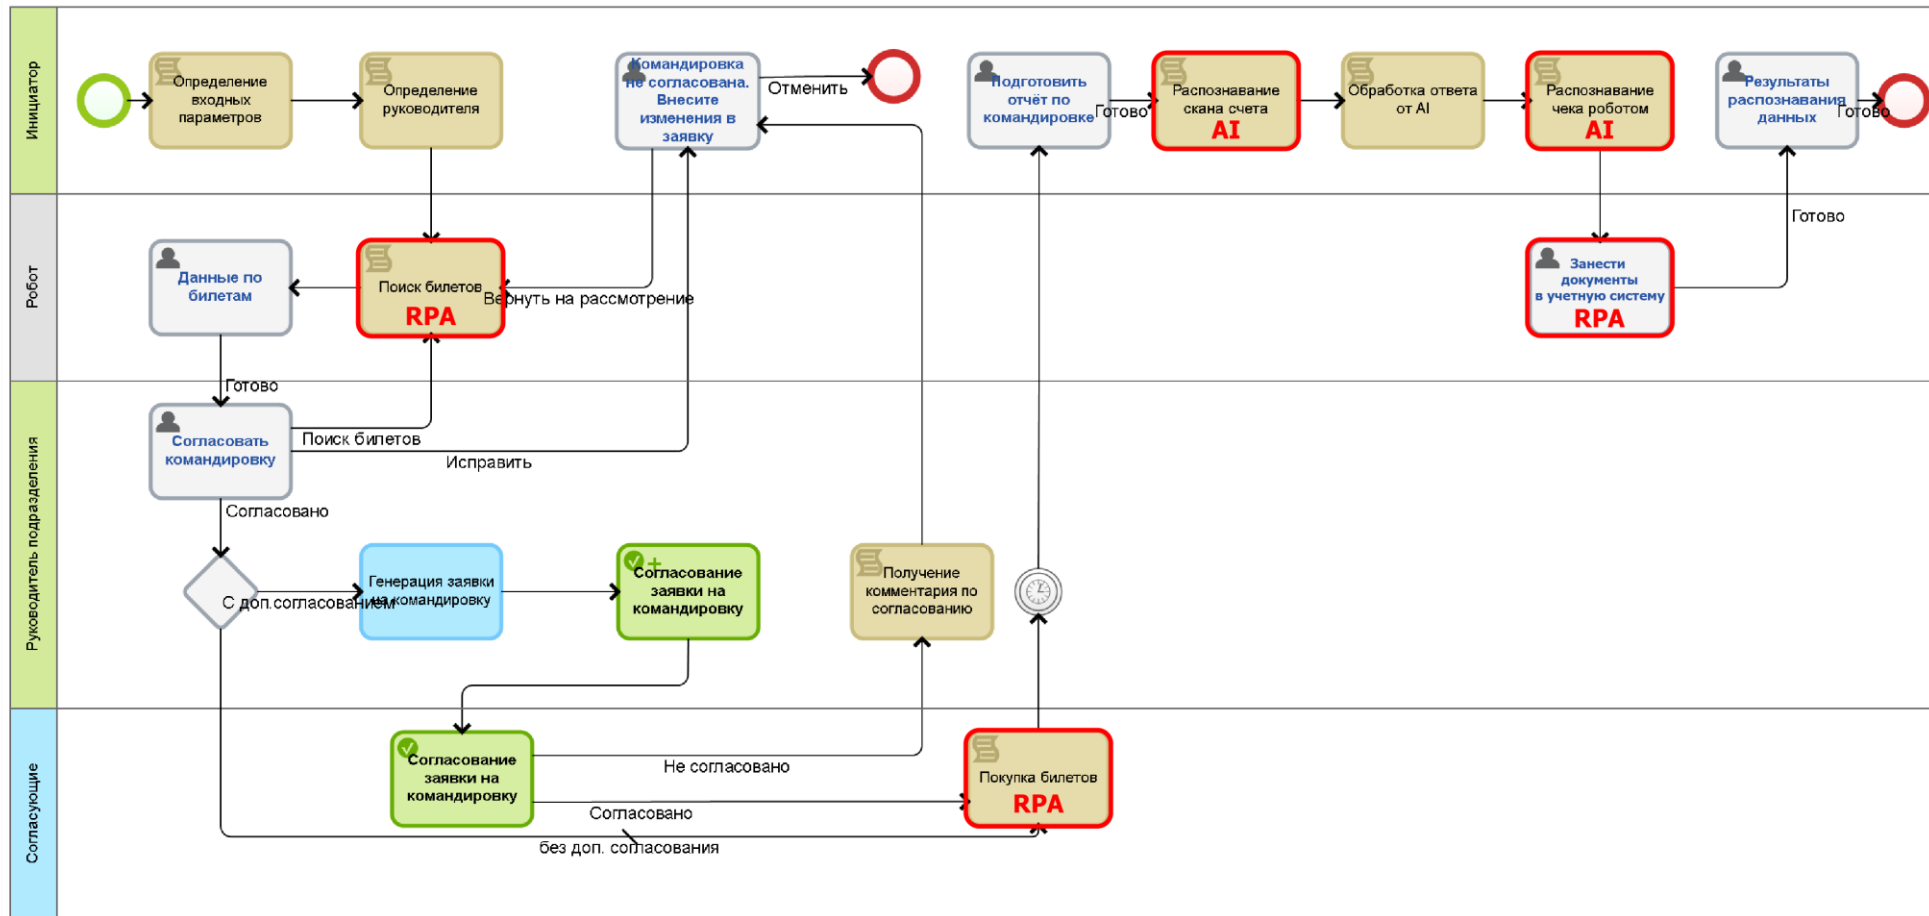 Инициатор
Определение
входных
параметров
Определение
руководителя
Командировка
не согласована.
Внесите
изменения в
заявку
Отменить
Подготовить
отчёт по
командировке
Готово
Распознавание
скана счета
AI
Обработка ответа
от AI
Распознавание
чека роботом
AI
Результаты
распознавания
данных
Готово
Робот
Данные по
билетам
Поиск билетов
RPA
Вернуть на рассмотрение
Занести
документы
в учетную систему
RPA
Готово
Готово
Руководитель подразделения
Согласовать
командировку
Поиск билетов
Исправить
Согласовано
С доп.согласованием
Генерация заявки
на командировку
Согласование
заявки на
командировку
Получение
комментария по
согласованию
Согласующие
Согласование
заявки на
командировку
Не согласовано
Согласовано
Покупка билетов
RPA
без доп. согласования